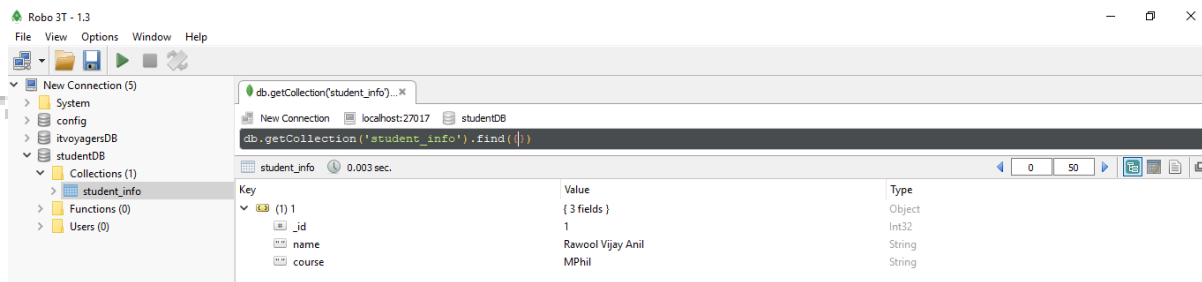 Robo 3T - 1.3
File View Options Window Help
New Connection (5)
System
config
itvoyagersDB
studentDB
Collections (1)
student_info
Functions (0)
Users (0)
db.getCollection('student_info')...
New Connection localhost:27017 studentDB
db.getCollection('student_info').find({})
student_info 0.003 sec. 0 50
Key Value Type
(1) 1 { 3 fields } Object
_id 1 Int32
name Rawool Vijay Anil String
course MPhil String